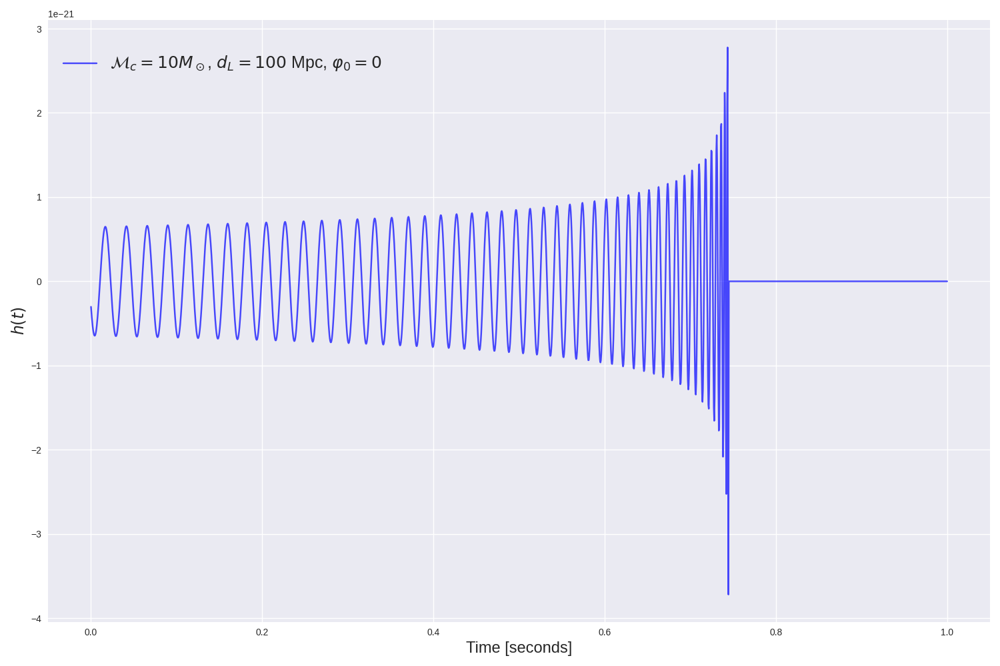 1e−21
3
2
1
0
−1
−2
−3
−4
h(t)
ℳc = 10M⊙, dL = 100 Mpc, φ0 = 0
0.0 0.2 0.4 0.6 0.8 1.0
Time [seconds]